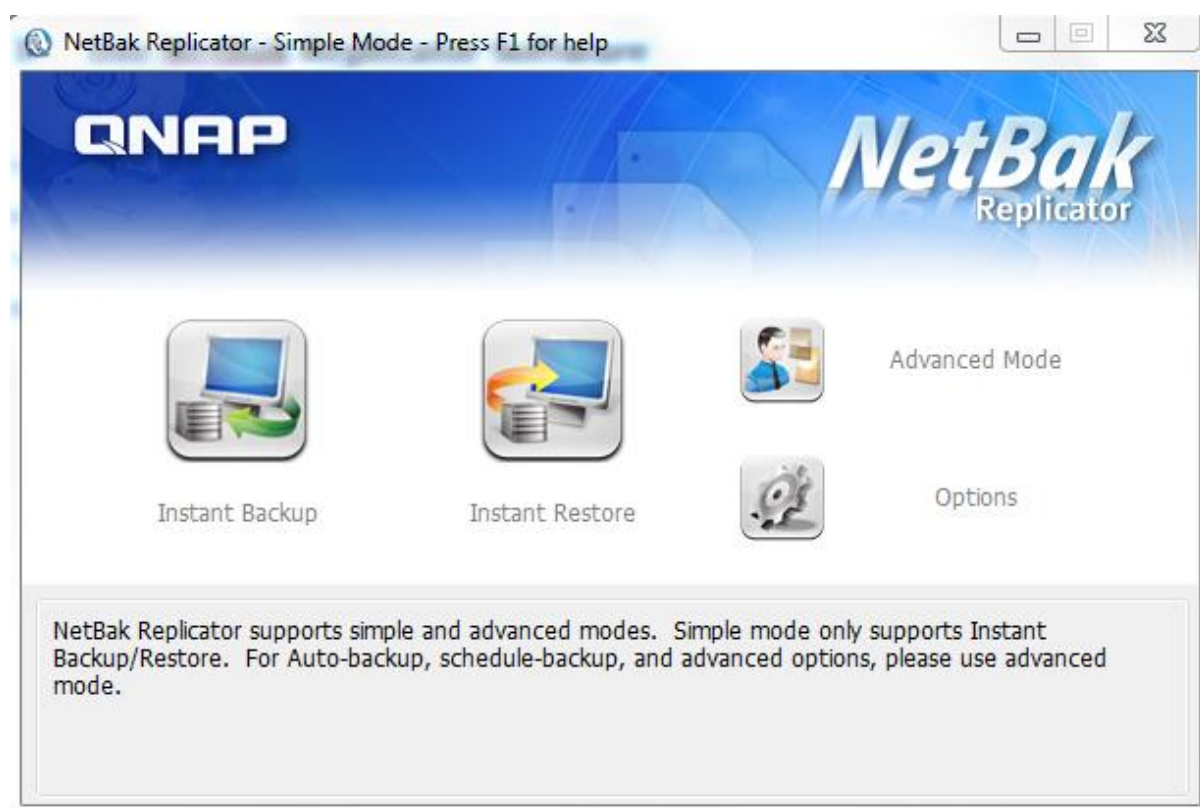 NetBak Replicator - Simple Mode - Press F1 for help
QNAP
NetBak
Replicator
Advanced Mode
Options
Instant Backup
Instant Restore
NetBak Replicator supports simple and advanced modes. Simple mode only supports Instant
Backup/Restore. For Auto-backup, schedule-backup, and advanced options, please use advanced
mode.